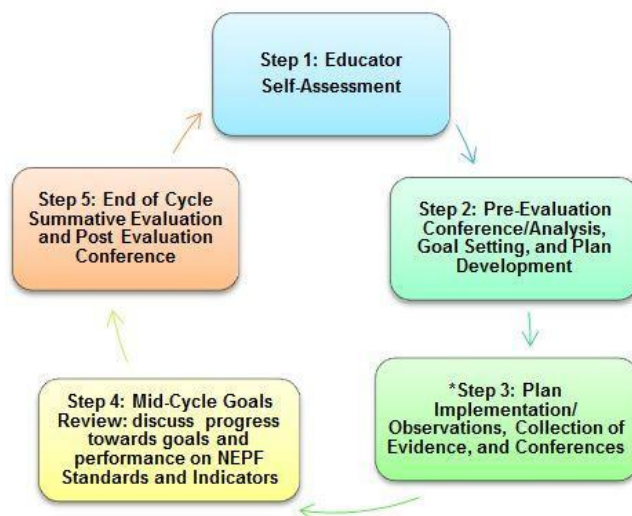 Step 1: Educator
Self-Assessment
Step 2: Pre-Evaluation
Conference/Analysis,
Goal Setting, and Plan
Development
*Step 3: Plan
Implementation/
Observations, Collection of
Evidence, and Conferences
Step 4: Mid-Cycle Goals
Review: discuss progress
towards goals and
performance on NEPF
Standards and Indicators
Step 5: End of Cycle
Summative Evaluation
and Post Evaluation
Conference